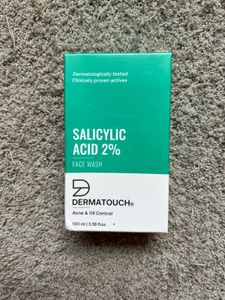 Dermatologically tested
Clinically proven actives
SALICYLIC
ACID 2%
FACE WASH
DERMATOUCH®
Acne & Oil Control
100 ml | 3.38 fl.oz